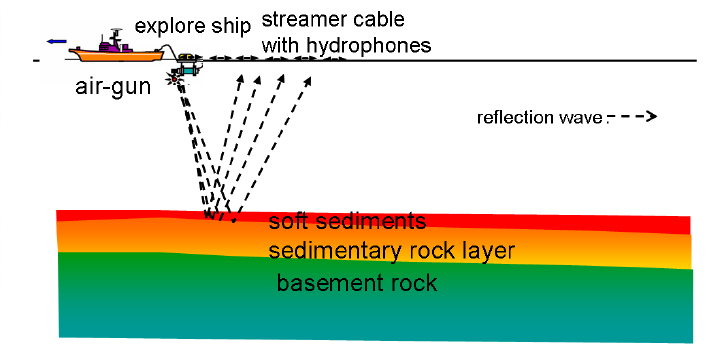 explore ship
streamer cable
with hydrophones
air-gun
reflection wave:
soft sediments
sedimentary rock layer
basement rock